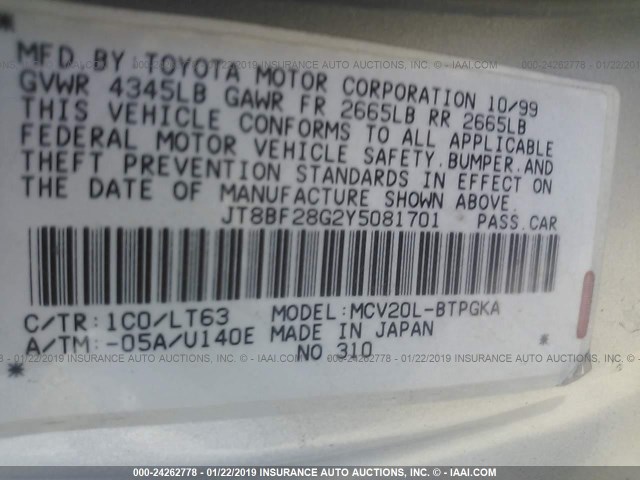 MFD BY TOYOTA MOTOR CORPORATION 10/99
GVWR 4345LB GAWR FR 2665LB RR 2665LB
THIS VEHICLE CONFORMS TO ALL APPLICABLE
FEDERAL MOTOR VEHICLE SAFETY,BUMPER,AND
THEFT PREVENTION STANDARDS IN EFFECT ON
THE DATE OF MANUFACTURE SHOWN ABOVE.
JT8BF28G2Y5081701 PASS.CAR
C/TR:1C0/LT63 MODEL:MCV20L-BTPGKA
A/TM:-05A/U140E MADE IN JAPAN
NO 310
000-24262778 - 01/22/2019 INSURANCE AUTO AUCTIONS, INC. - IAAI.COM